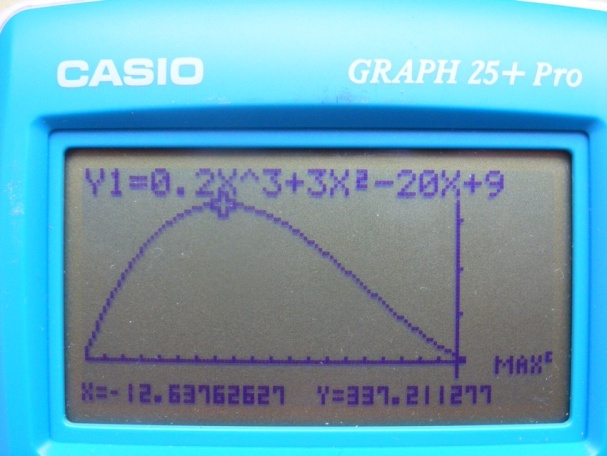 CASIO GRAPH 25+ Pro
Y1=0.2X^3+3X²-20X+9
MAX
X=-12.63762627 Y=337.211277